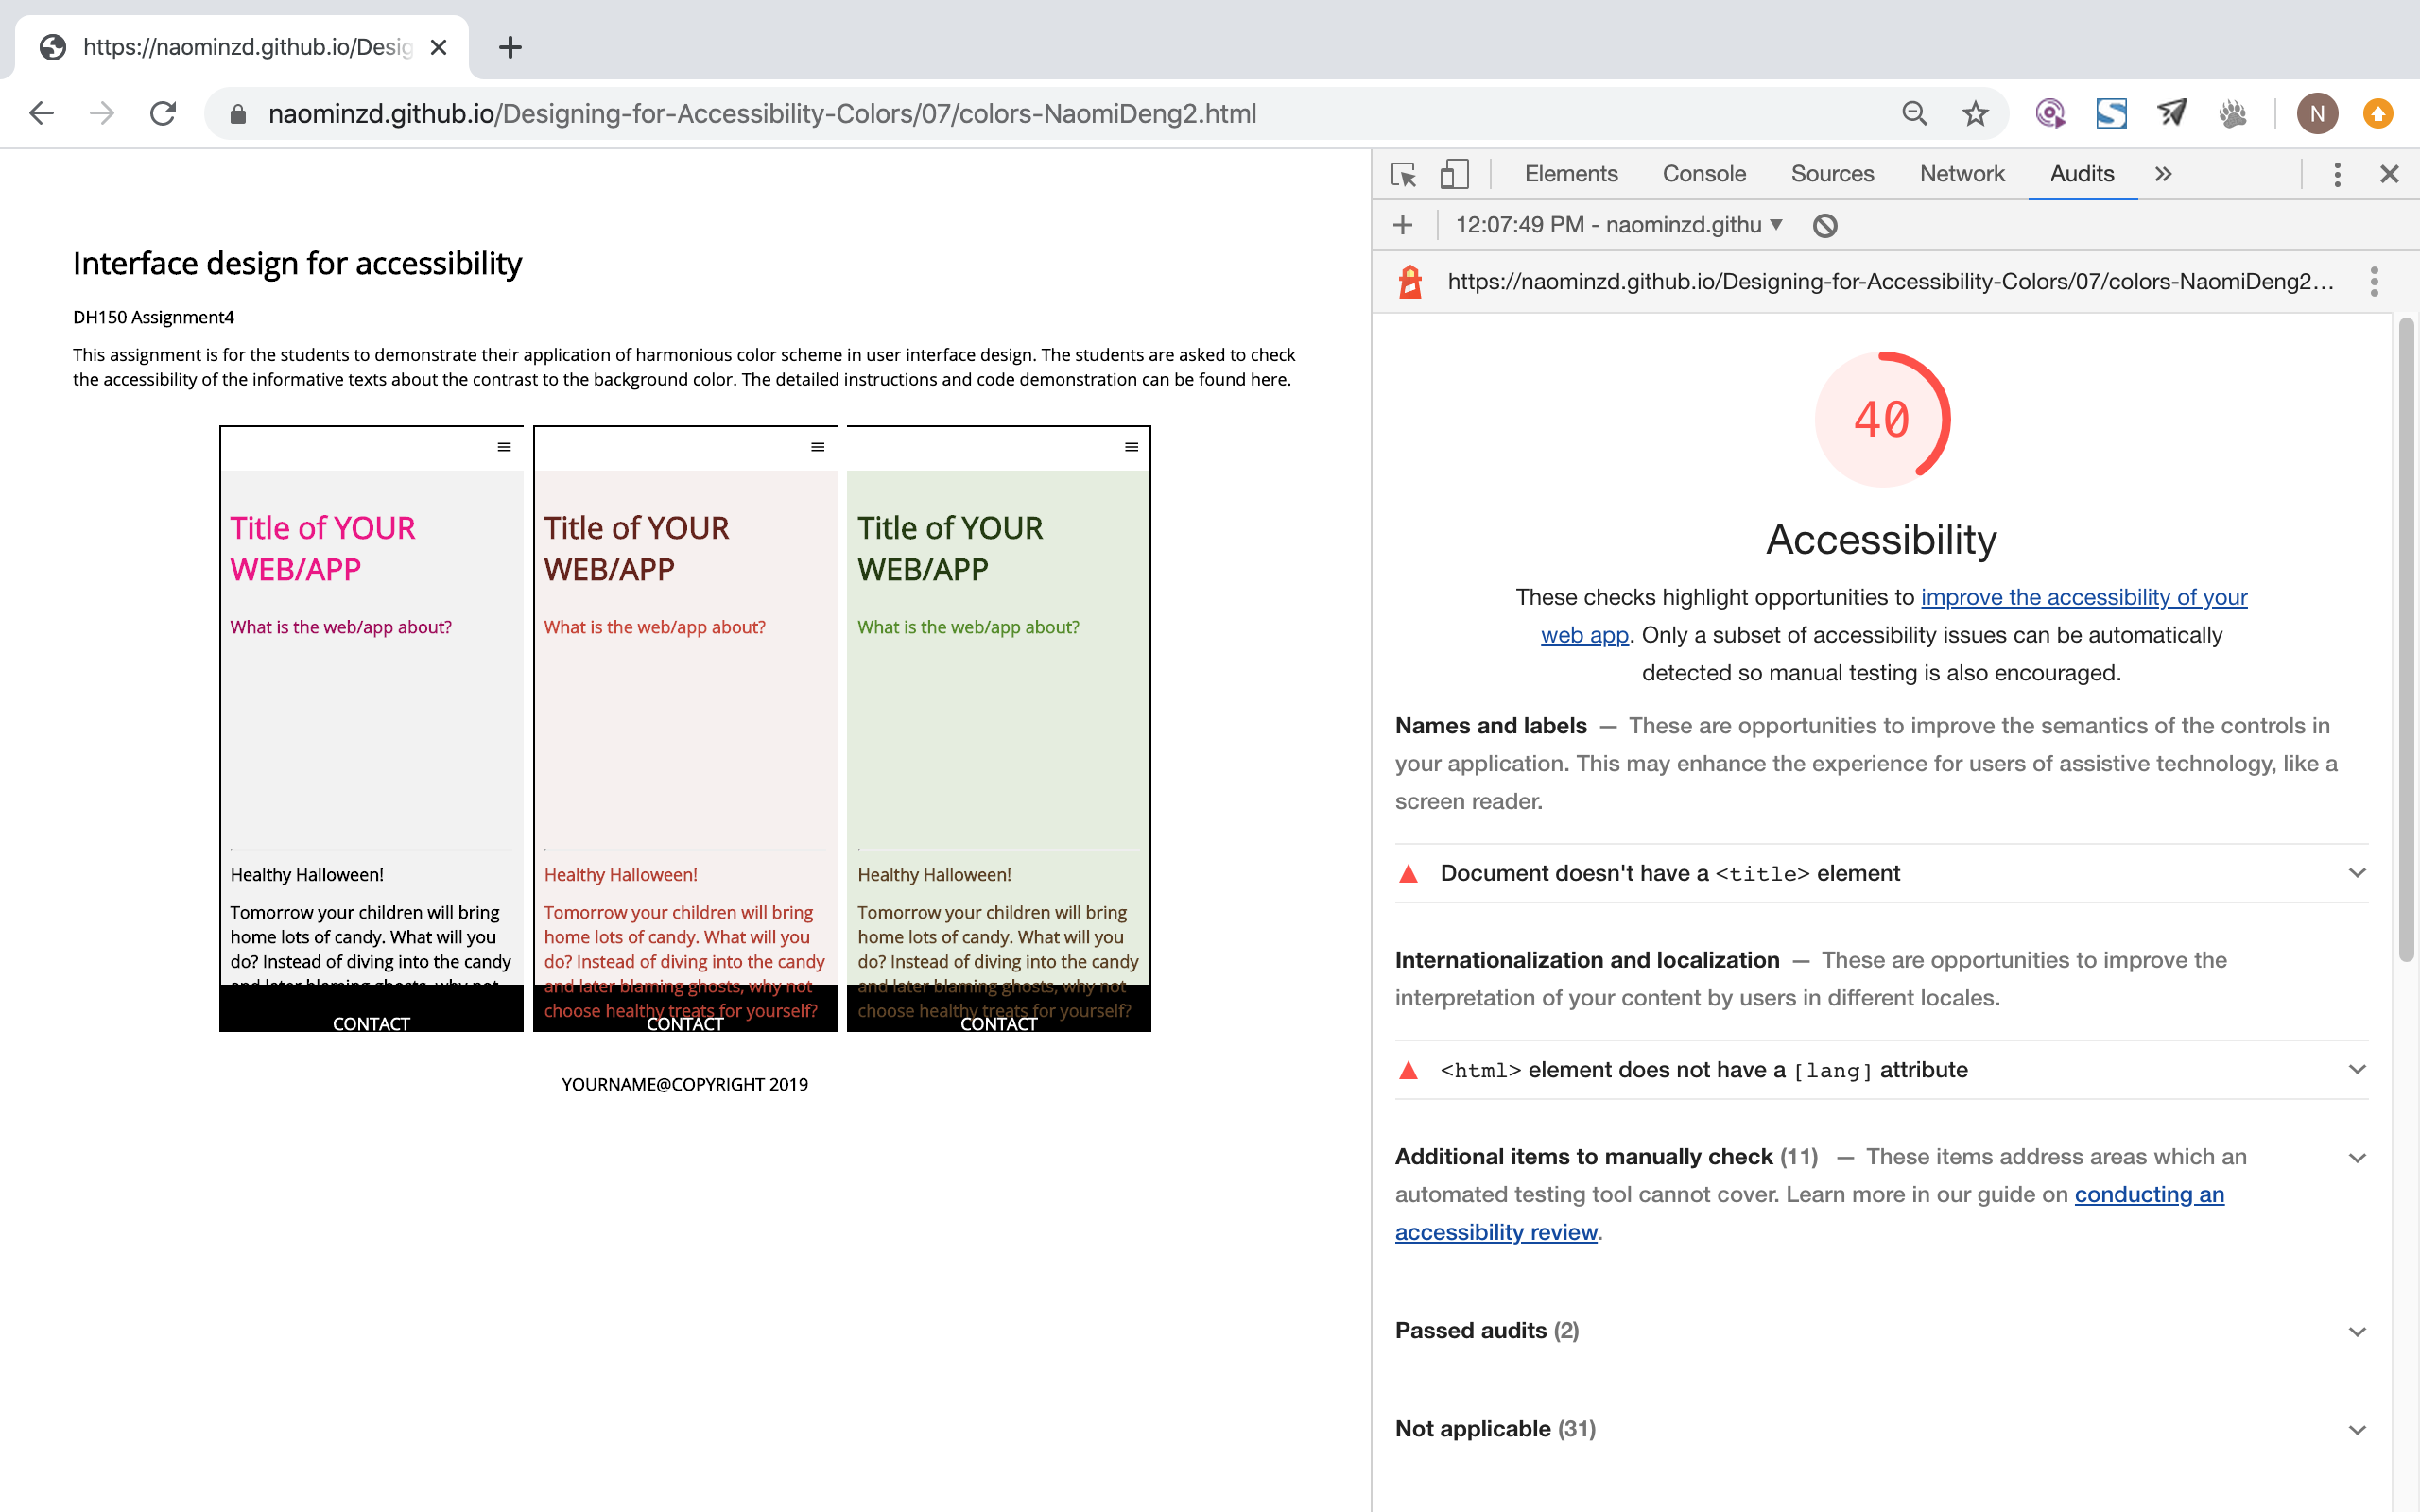 https://naominzd.github.io/Desig
naominzd.github.io/Designing-for-Accessibility-Colors/07/colors-NaomiDeng2.html
N
Interface design for accessibility
DH150 Assignment4
This assignment is for the students to demonstrate their application of harmonious color scheme in user interface design. The students are asked to check
the accessibility of the informative texts about the contrast to the background color. The detailed instructions and code demonstration can be found here.
Title of YOUR
WEB/APP
What is the web/app about?
Healthy Halloween!
Tomorrow your children will bring
home lots of candy. What will you
do? Instead of diving into the candy
and later blaming ghosts, why not
CONTACT
Title of YOUR
WEB/APP
What is the web/app about?
Healthy Halloween!
Tomorrow your children will bring
home lots of candy. What will you
do? Instead of diving into the candy
and later blaming ghosts, why not
choose healthy treats for yourself?
CONTACT
Title of YOUR
WEB/APP
What is the web/app about?
Healthy Halloween!
Tomorrow your children will bring
home lots of candy. What will you
do? Instead of diving into the candy
and later blaming ghosts, why not
choose healthy treats for yourself?
CONTACT
YOURNAME@COPYRIGHT 2019
Elements Console Sources Network Audits
12:07:49 PM - naominzd.githu
https://naominzd.github.io/Designing-for-Accessibility-Colors/07/colors-NaomiDeng2...
40
Accessibility
These checks highlight opportunities to improve the accessibility of your
web app. Only a subset of accessibility issues can be automatically
detected so manual testing is also encouraged.
Names and labels — These are opportunities to improve the semantics of the controls in
your application. This may enhance the experience for users of assistive technology, like a
screen reader.
Document doesn't have a <title> element
Internationalization and localization — These are opportunities to improve the
interpretation of your content by users in different locales.
<html> element does not have a [lang] attribute
Additional items to manually check (11) — These items address areas which an
automated testing tool cannot cover. Learn more in our guide on conducting an
accessibility review.
Passed audits (2)
Not applicable (31)